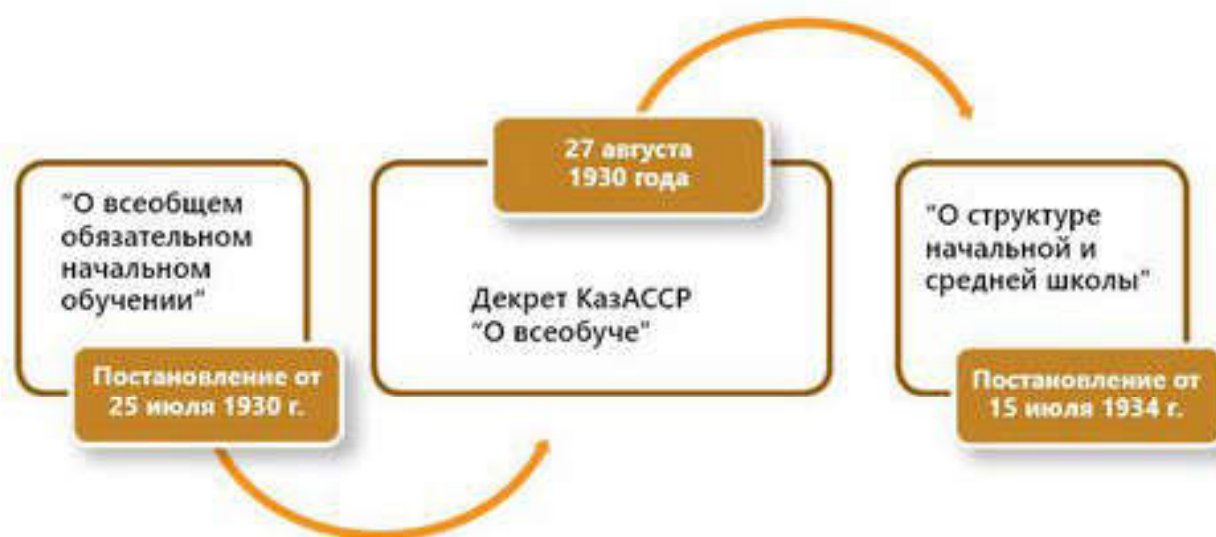 "О всеобщем
обязательном
начальном
обучении"
Постановление от
25 июля 1930 г.
27 августа
1930 года
Декрет КазАССР
"О всеобуче"
"О структуре
начальной и
средней школы"
Постановление от
15 июля 1934 г.